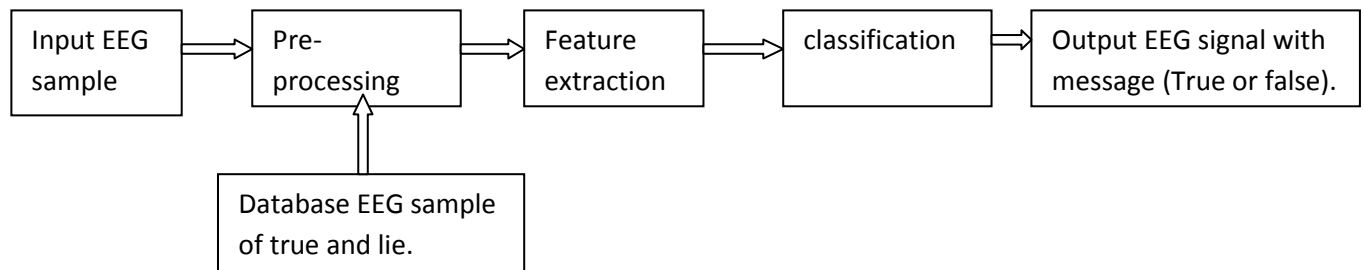 Input EEG
sample
Pre-
processing
Feature
extraction
classification
Output EEG signal with
message (True or false).
Database EEG sample
of true and lie.